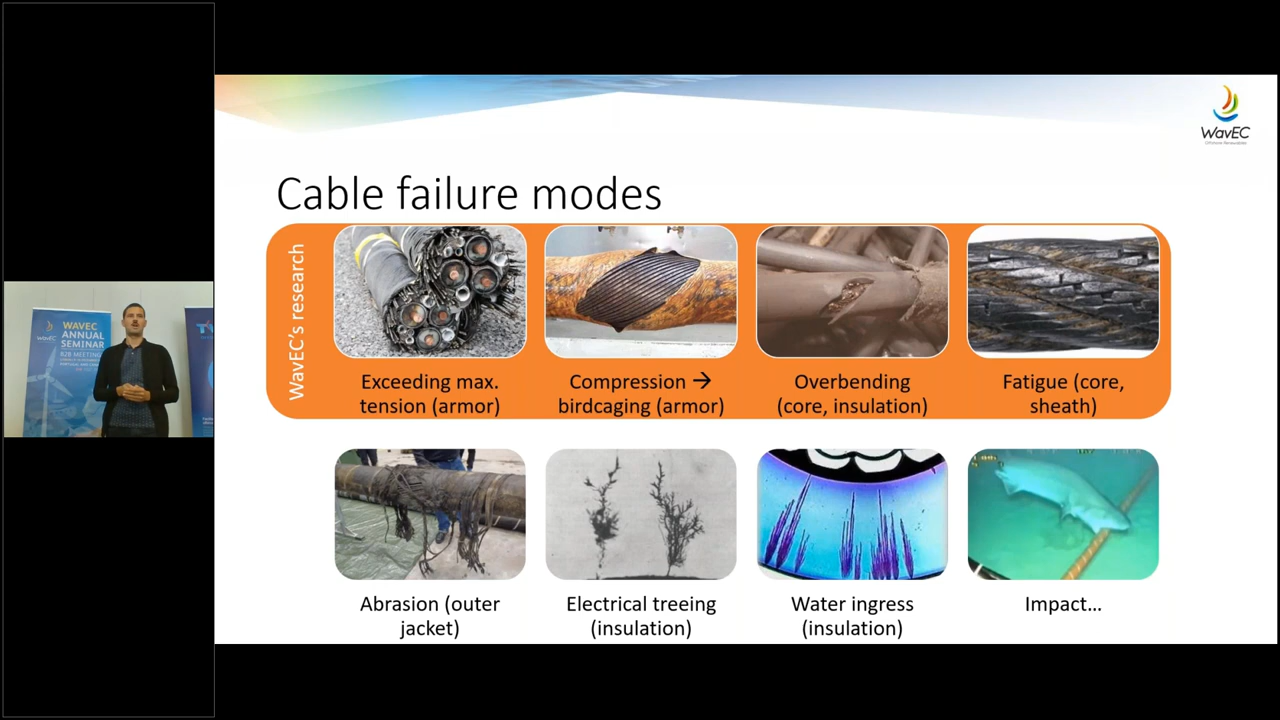 WavEC
Offshore Renewables
Cable failure modes
WavEC's research
Exceeding max.
tension (armor)
Compression →
birdcaging (armor)
Overbending
(core, insulation)
Fatigue (core,
sheath)
Abrasion (outer
jacket)
Electrical treeing
(insulation)
Water ingress
(insulation)
Impact...
WavEC
WAVEC
ANNUAL
SEMINAR
B2B MEETING